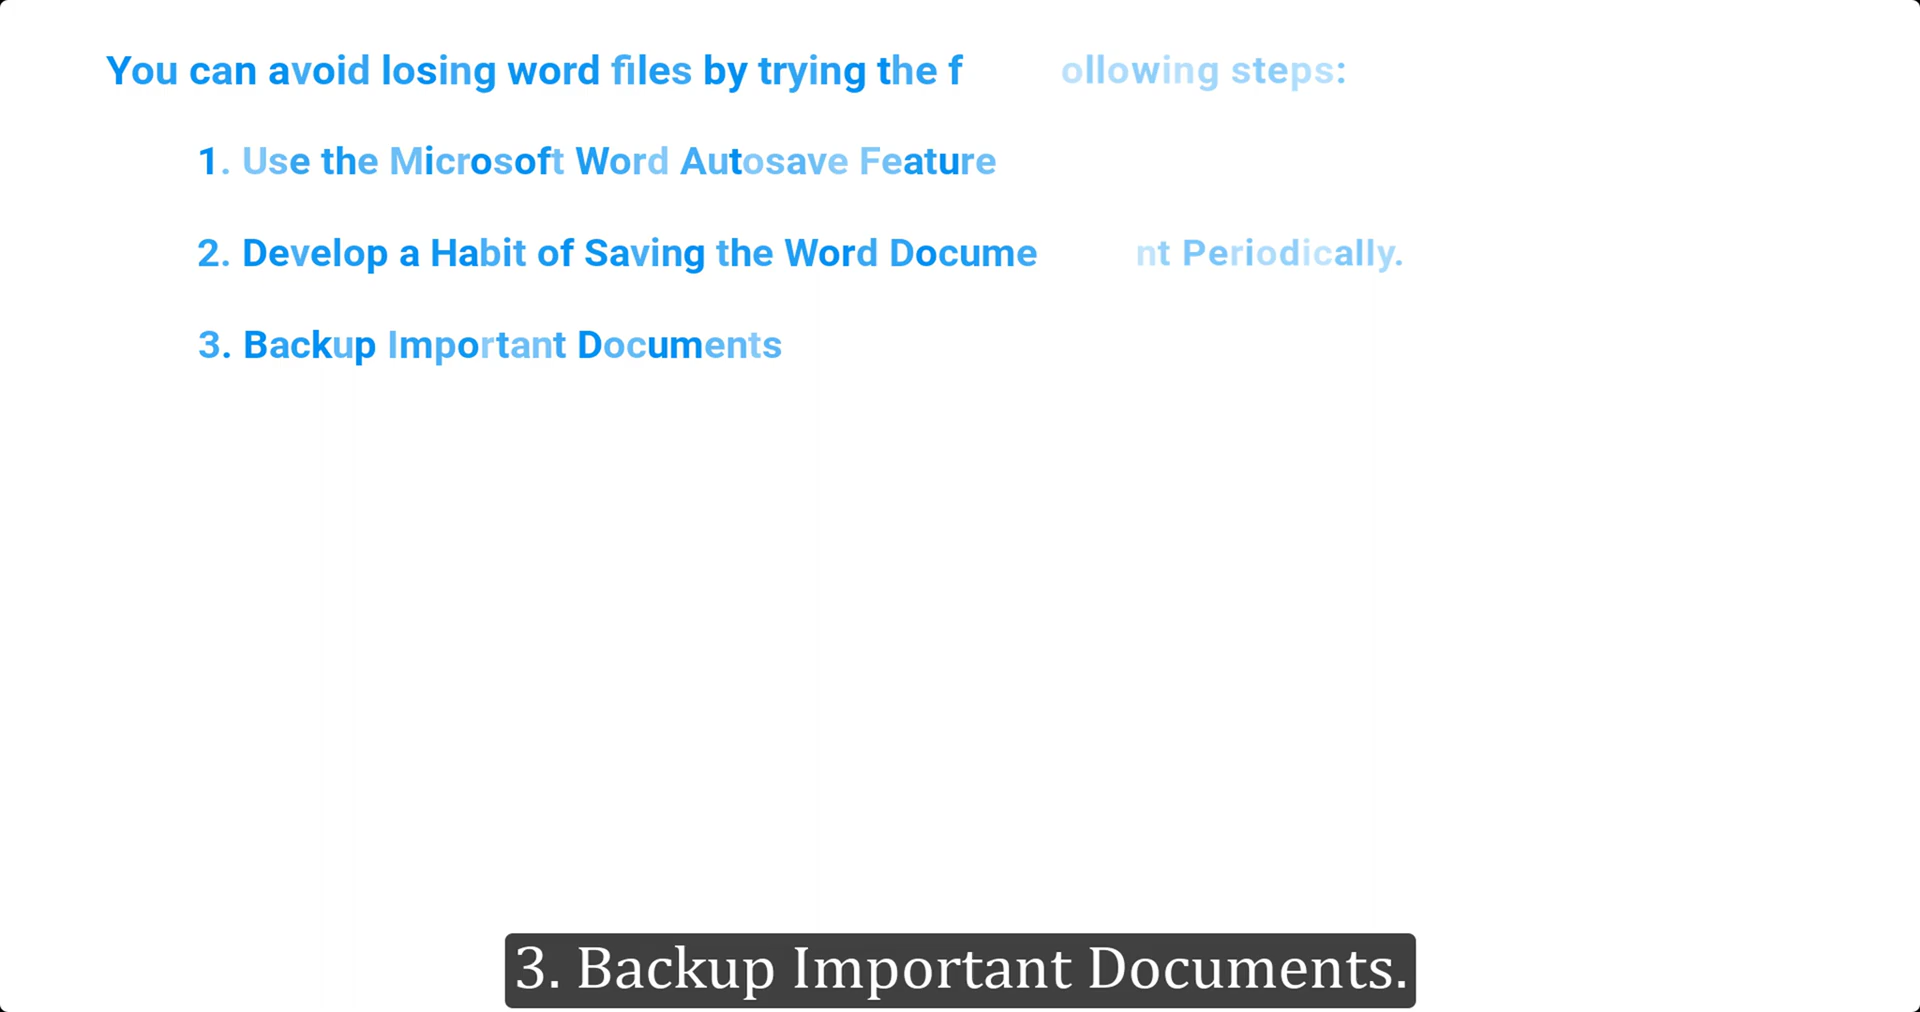 You can avoid losing word files by trying the following steps:
1. Use the Microsoft Word Autosave Feature
2. Develop a Habit of Saving the Word Document Periodically.
3. Backup Important Documents
3. Backup Important Documents.